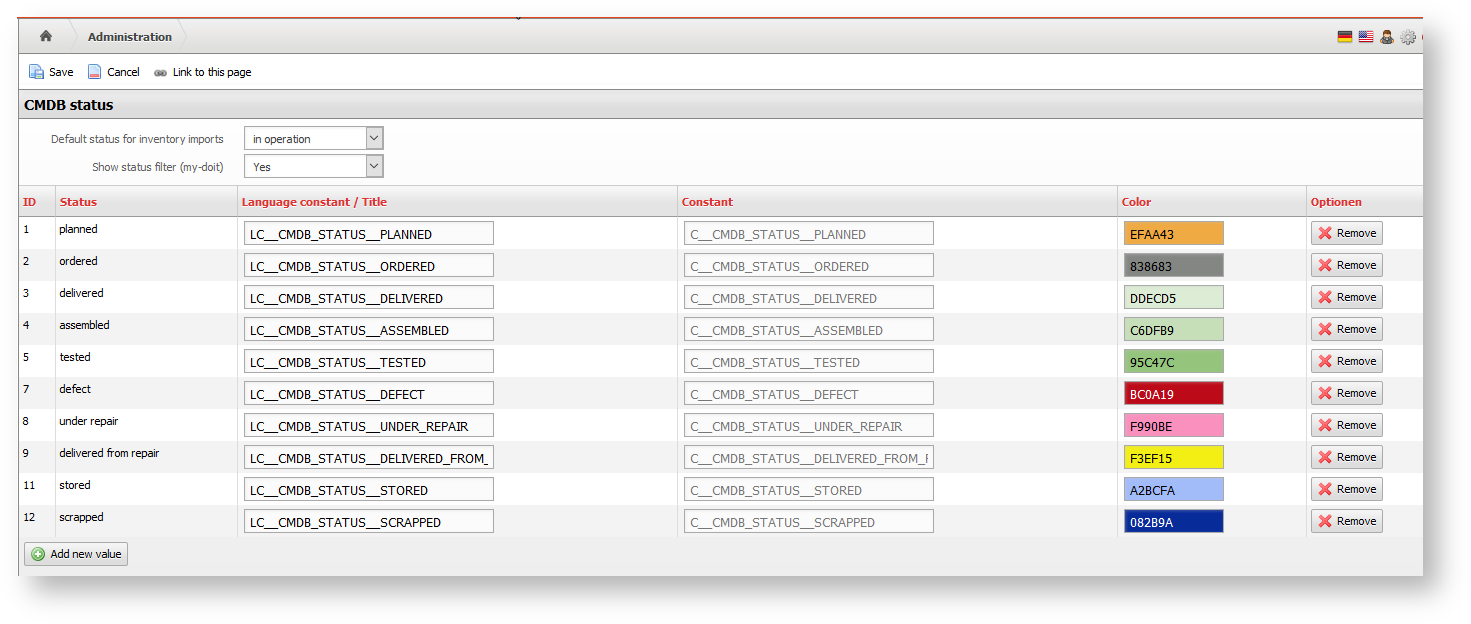 Administration
Save Cancel Link to this page
CMDB status
Default status for inventory imports in operation
Show status filter (my-doit) Yes
ID Status Language constant / Title Constant Color Optionen
1 planned LC__CMDB_STATUS__PLANNED C__CMDB_STATUS__PLANNED EFAA43 Remove
2 ordered LC__CMDB_STATUS__ORDERED C__CMDB_STATUS__ORDERED 838683 Remove
3 delivered LC__CMDB_STATUS__DELIVERED C__CMDB_STATUS__DELIVERED DDECD5 Remove
4 assembled LC__CMDB_STATUS__ASSEMBLED C__CMDB_STATUS__ASSEMBLED C6DFB9 Remove
5 tested LC__CMDB_STATUS__TESTED C__CMDB_STATUS__TESTED 95C47C Remove
7 defect LC__CMDB_STATUS__DEFECT C__CMDB_STATUS__DEFECT BC0A19 Remove
8 under repair LC__CMDB_STATUS__UNDER_REPAIR C__CMDB_STATUS__UNDER_REPAIR F990BE Remove
9 delivered from repair LC__CMDB_STATUS__DELIVERED_FROM_ C__CMDB_STATUS__DELIVERED_FROM_R F3EF15 Remove
11 stored LC__CMDB_STATUS__STORED C__CMDB_STATUS__STORED A2BCFA Remove
12 scrapped LC__CMDB_STATUS__SCRAPPED C__CMDB_STATUS__SCRAPPED 082B9A Remove
Add new value